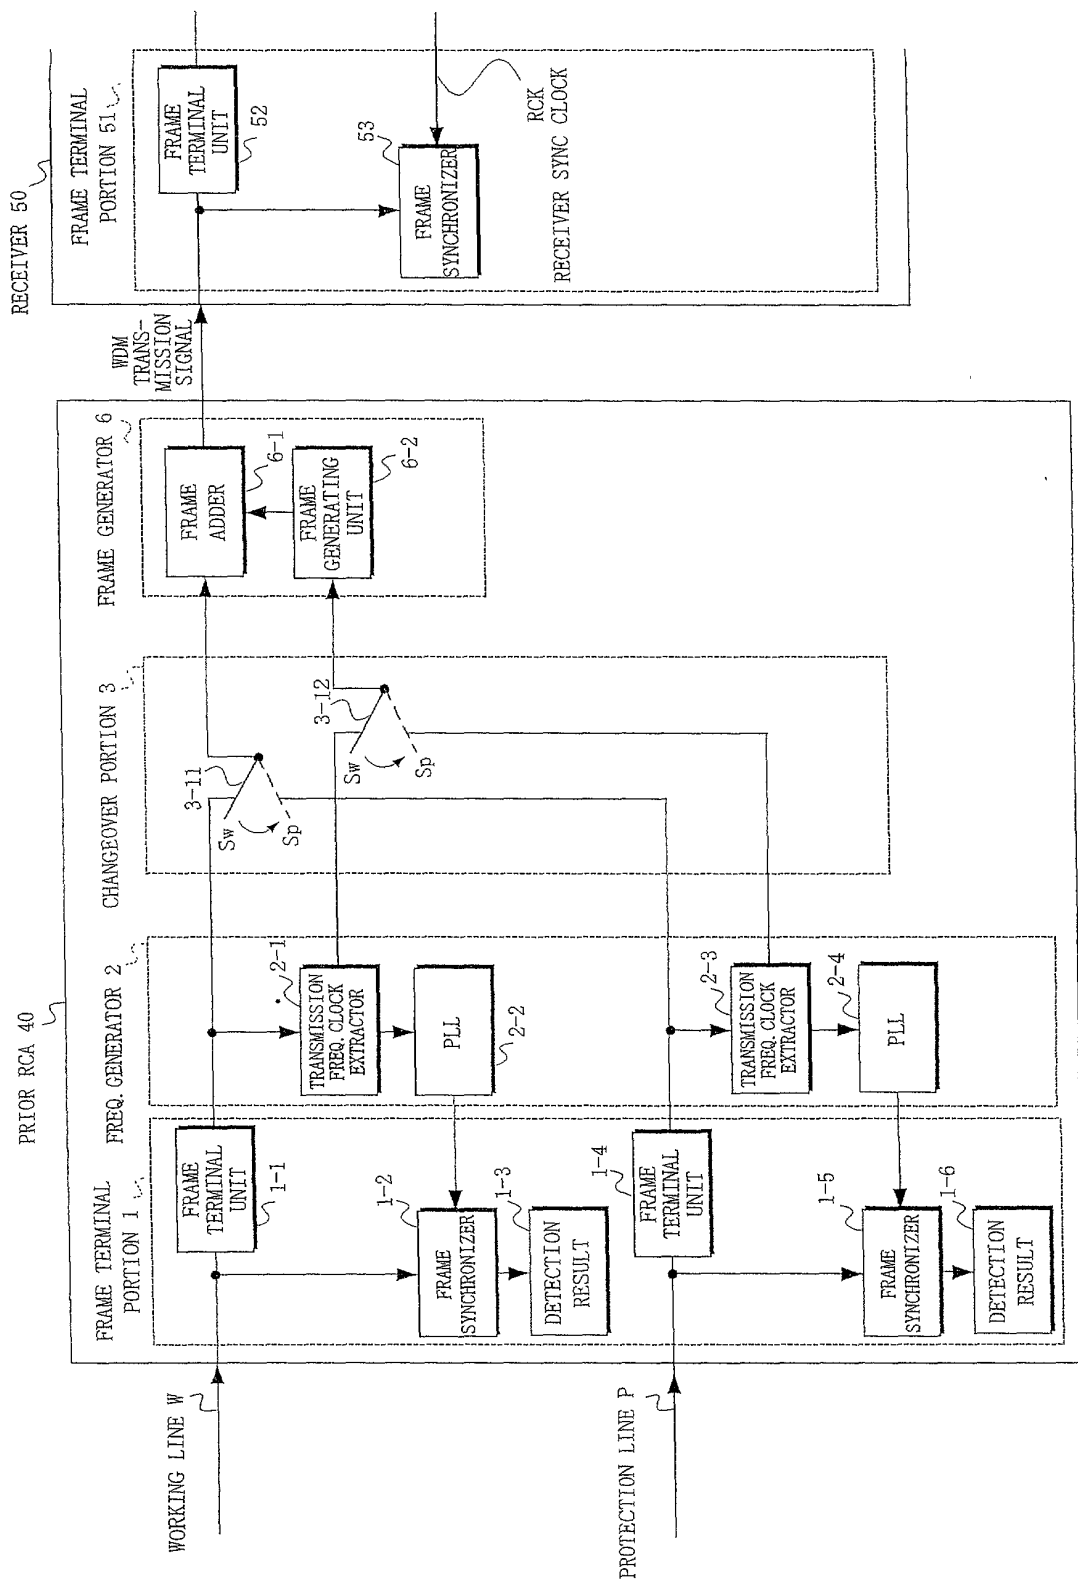 PRIOR RCA 40
RECEIVER 50
FRAME TERMINAL
PORTION 1
FREQ. GENERATOR 2
CHANGEOVER PORTION 3
FRAME GENERATOR 6
FRAME TERMINAL
PORTION 51
WORKING LINE W
FRAME
TERMINAL
UNIT
1-1
3-11
Sw
Sp
FRAME
ADDER
6-1
WDM
TRANS-
MISSION
SIGNAL
FRAME
TERMINAL
UNIT
52
2-1
TRANSMISSION
FREQ. CLOCK
EXTRACTOR
3-12
Sw
Sp
FRAME
GENERATING
UNIT
6-2
1-2
FRAME
SYNCHRONIZER
PLL
2-2
53
FRAME
SYNCHRONIZER
RCK
RECEIVER SYNC CLOCK
1-3
DETECTION
RESULT
PROTECTION LINE P
1-4
FRAME
TERMINAL
UNIT
2-3
TRANSMISSION
FREQ. CLOCK
EXTRACTOR
2-4
PLL
1-5
FRAME
SYNCHRONIZER
1-6
DETECTION
RESULT